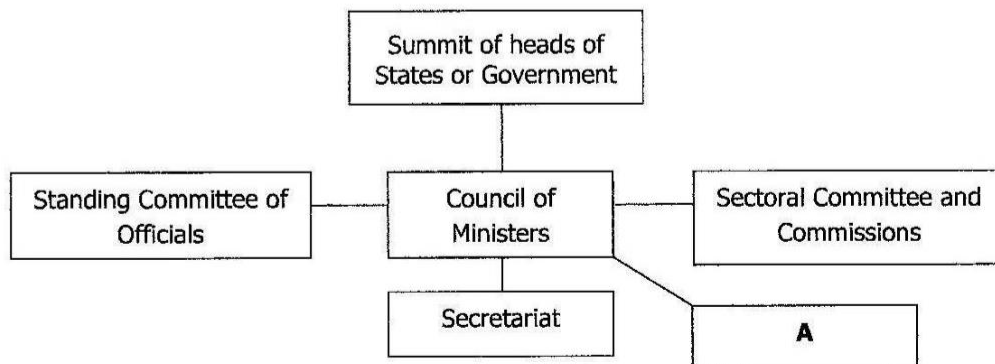 Summit of heads of
States or Government
Standing Committee of
Officials
Council of
Ministers
Sectoral Committee and
Commissions
Secretariat
A